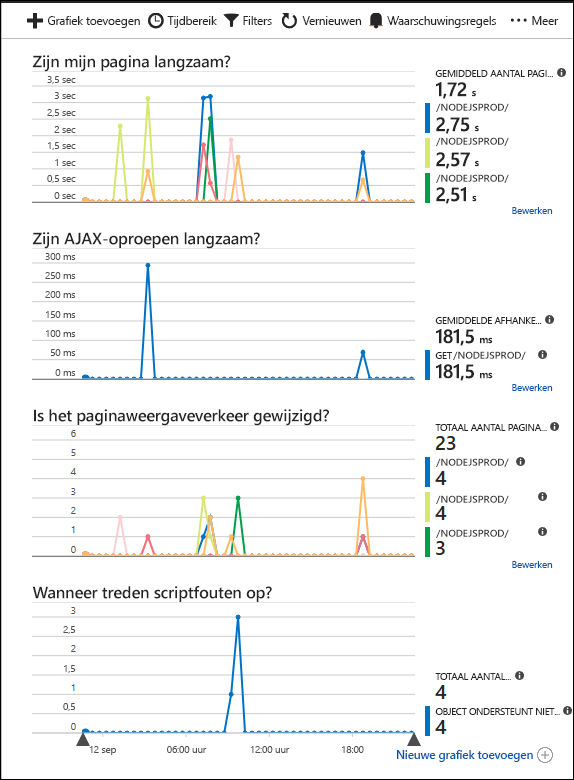 Grafiek toevoegen Tijdbereik Filters Vernieuwen Waarschuwingsregels Meer
Zijn mijn pagina langzaam?
3,5 sec
3 sec
2,5 sec
2 sec
1,5 sec
1 sec
0,5 sec
0 sec
GEMIDDELD AANTAL PAGI...
1,72 s
/NODEJSPROD/
2,75 s
/NODEJSPROD/
2,57 s
/NODEJSPROD/
2,51 s
Bewerken
Zijn AJAX-oproepen langzaam?
300 ms
250 ms
200 ms
150 ms
100 ms
50 ms
0 ms
GEMIDDELDE AFHANKE...
181,5 ms
GET/NODEJSPROD/
181,5 ms
Bewerken
Is het paginaweergaveverkeer gewijzigd?
6
5
4
3
2
1
0
TOTAAL AANTAL PAGINA...
23
/NODEJSPROD/
4
/NODEJSPROD/
4
/NODEJSPROD/
3
Bewerken
Wanneer treden scriptfouten op?
3
2,5
2
1,5
1
0,5
0
TOTAAL AANTAL...
4
OBJECT ONDERSTEUNT NIET...
4
12 sep 06:00 uur 12:00 uur 18:00
Nieuwe grafiek toevoegen